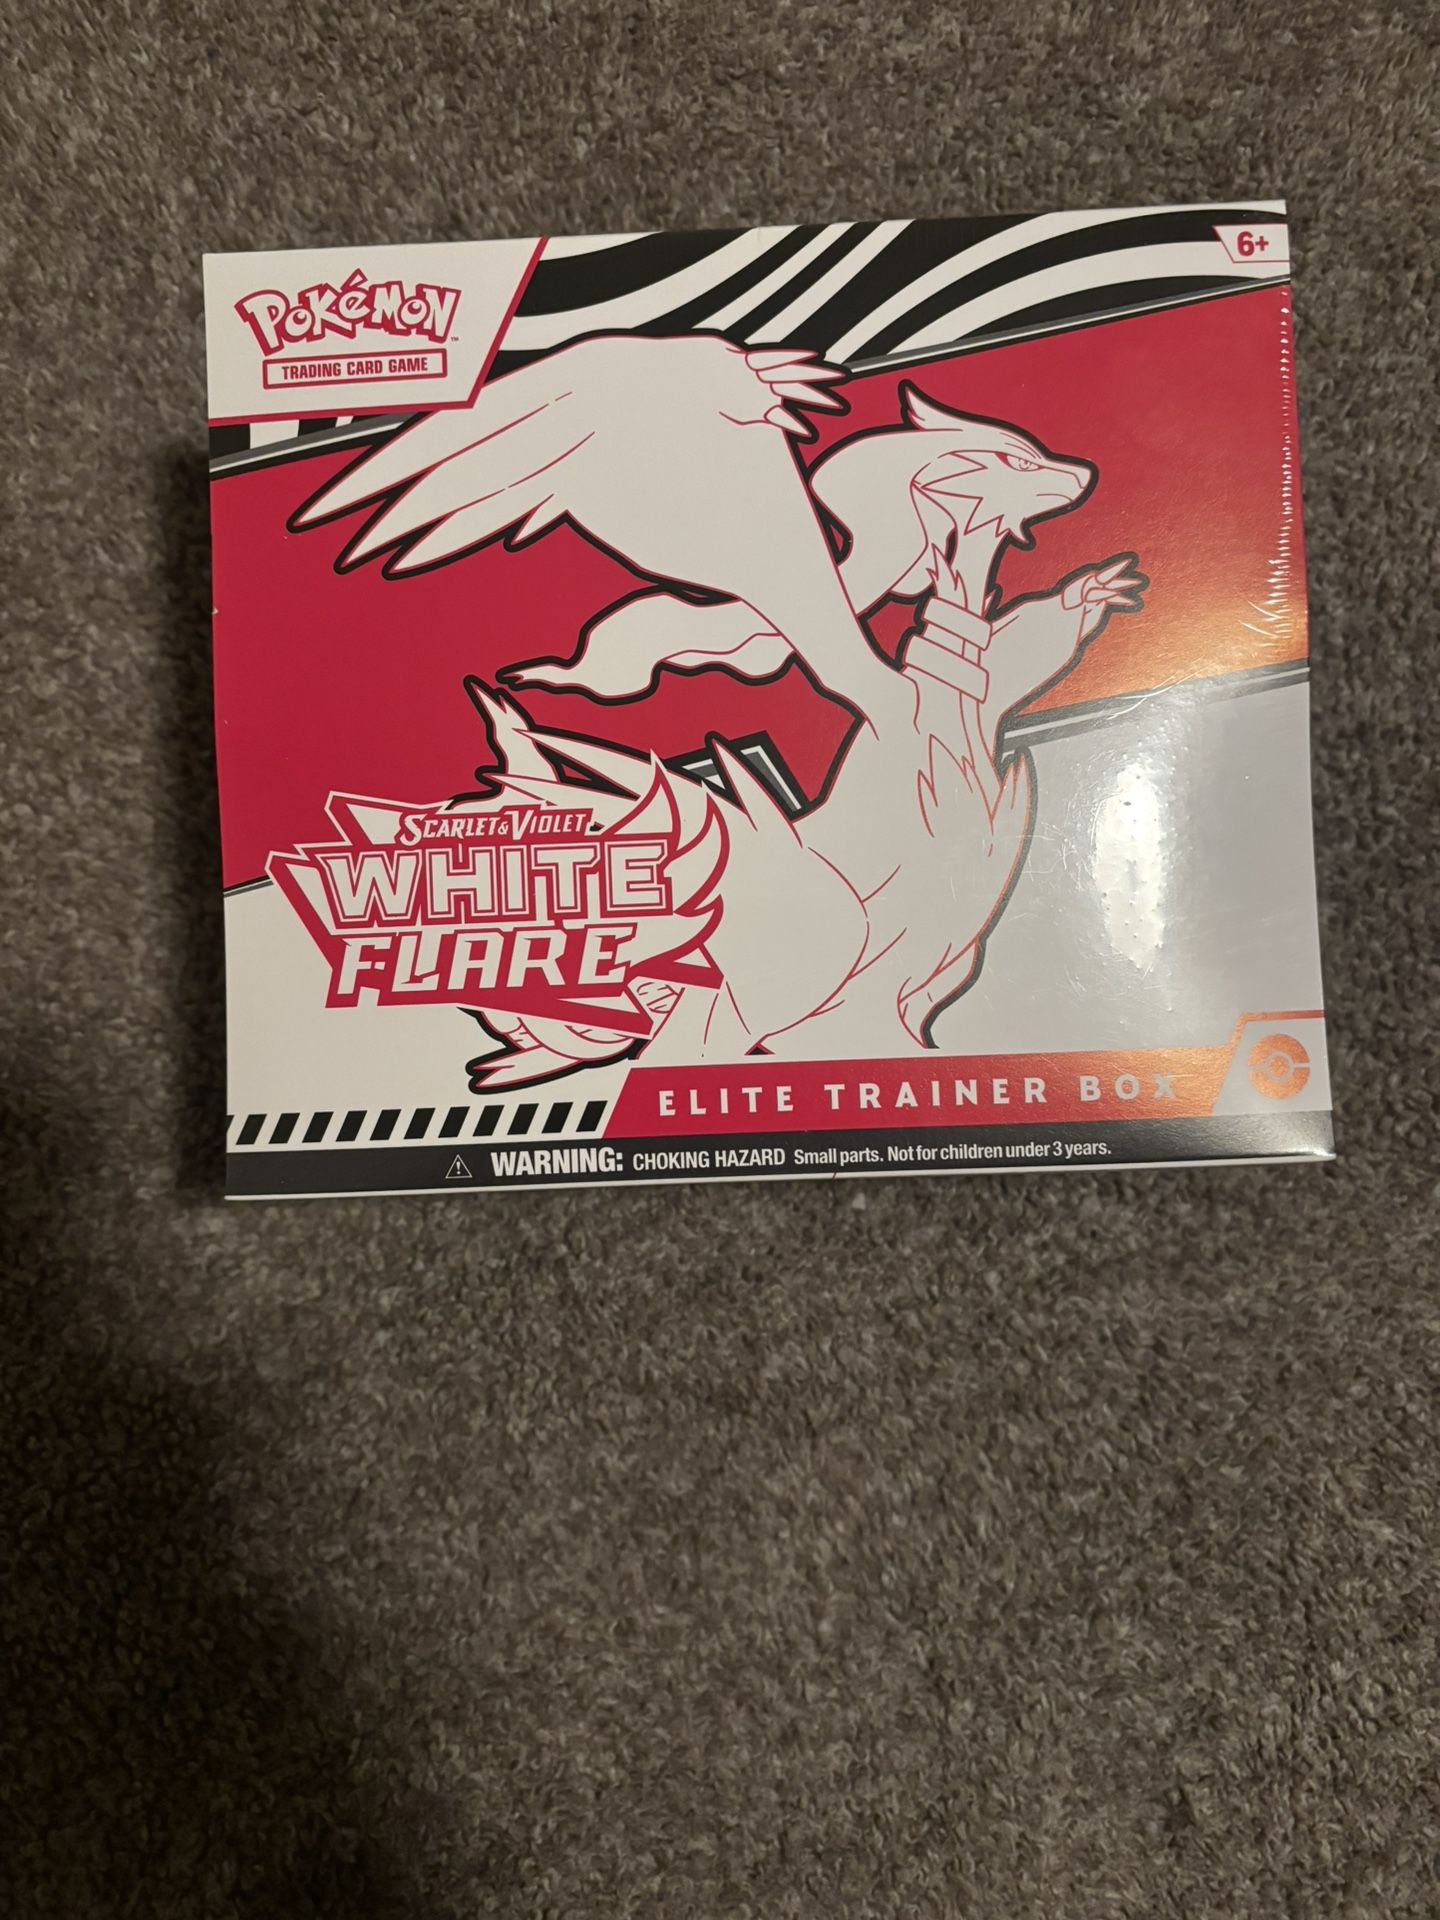 POKéMON™
TRADING CARD GAME
6+
SCARLET & VIOLET
WHITE
FLARE
ELITE TRAINER BOX
WARNING: CHOKING HAZARD Small parts. Not for children under 3 years.